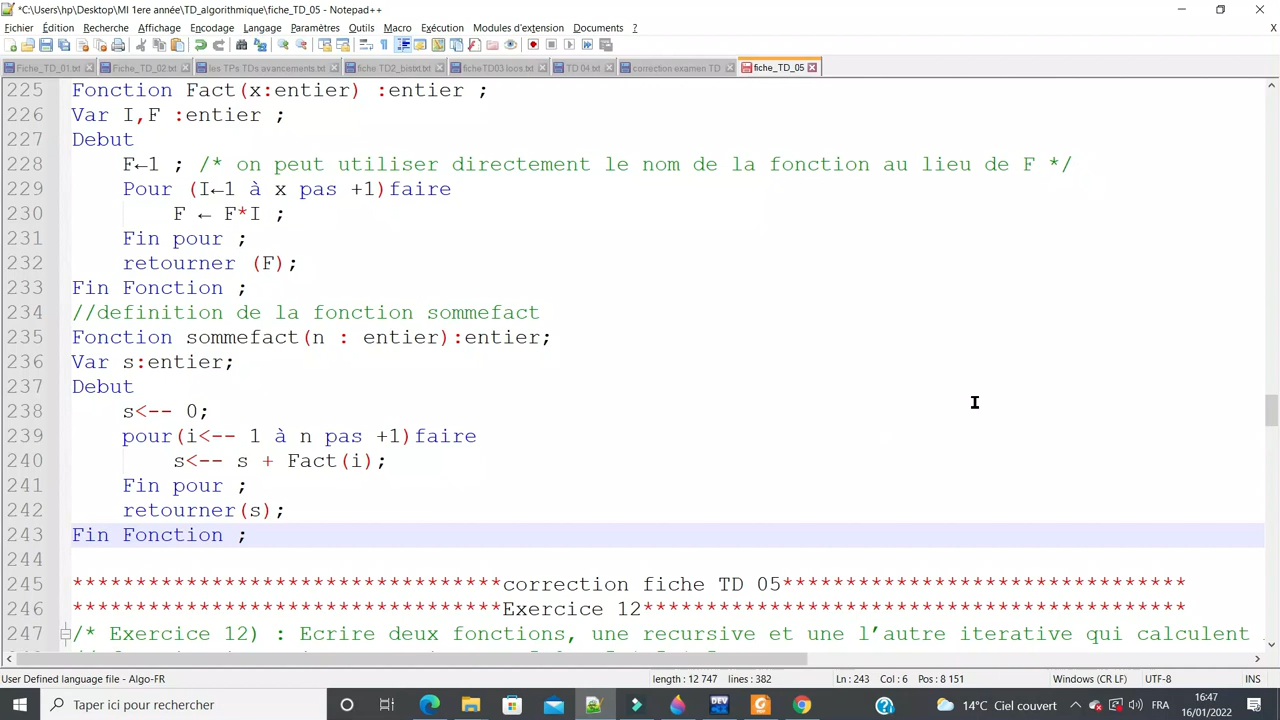 *C:\Users\hp\Desktop\MI 1ere année\TD_algorithmique\fiche_TD_05 - Notepad++
Fichier Édition Recherche Affichage Encodage Langage Paramètres Outils Macro Exécution Modules d'extension Documents ? X
Fiche_TD_01.txt Fiche_TD_02.txt les TPs TDs avancements.txt fiche TD2_bistxt ficheTD03 loos.txt TD 04.txt correction examen TD fiche_TD_05
225 Fonction Fact(x:entier) :entier ;
226 Var I,F :entier ;
227 Debut
228 F←1 ; /* on peut utiliser directement le nom de la fonction au lieu de F */
229 Pour (I←1 à x pas +1)faire
230 F ← F*I ;
231 Fin pour ;
232 retourner (F);
233 Fin Fonction ;
234 //definition de la fonction sommefact
235 Fonction sommefact(n : entier):entier;
236 Var s:entier;
237 Debut
238 s<-- 0;
239 pour(i<-- 1 à n pas +1)faire
240 s<-- s + Fact(i);
241 Fin pour ;
242 retourner(s);
243 Fin Fonction ;
244
245 **********************************correction fiche TD 05********************************
246 **********************************Exercice 12*******************************************
247 /* Exercice 12) : Ecrire deux fonctions, une recursive et une l’autre iterative qui calculent
User Defined language file - Algo-FR length : 12 747 lines : 382 Ln : 243 Col : 6 Pos : 8 151 Windows (CR LF) UTF-8 INS
Taper ici pour rechercher DEV 14°C Ciel couvert FRA 16:47
16/01/2022